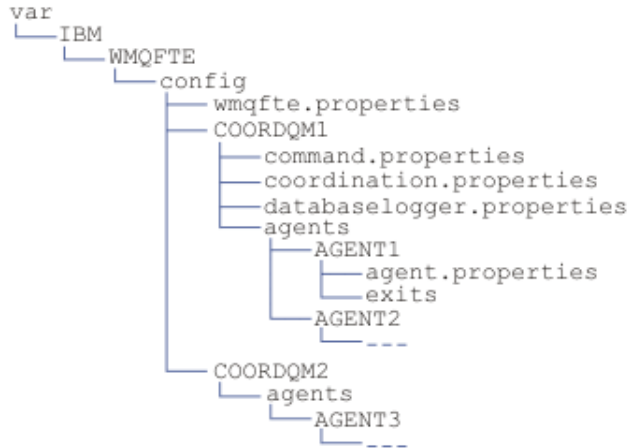 var
IBM
WMQFTE
config
wmqfte.properties
COORDQM1
command.properties
coordination.properties
databaselogger.properties
agents
AGENT1
agent.properties
exits
AGENT2
---
COORDQM2
agents
AGENT3
---